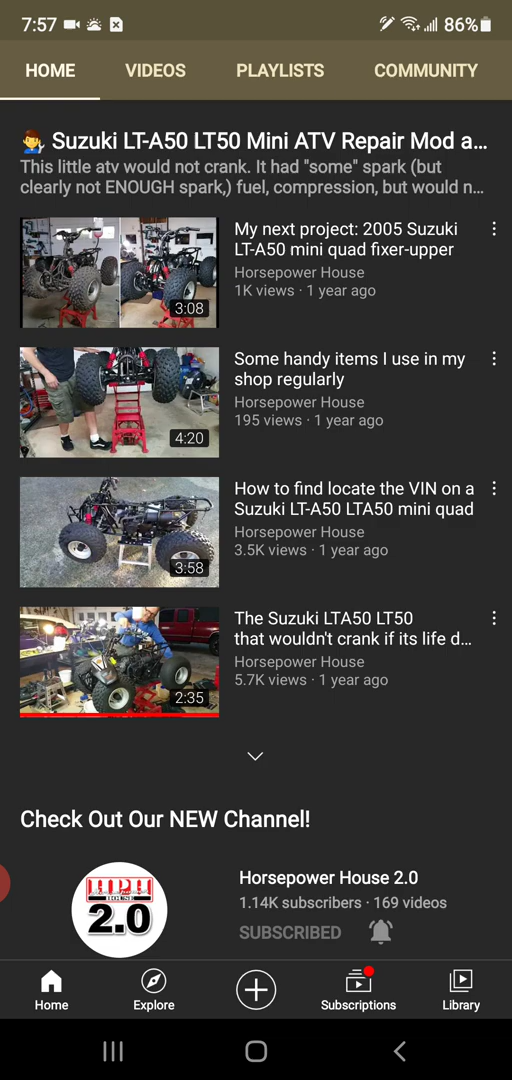 7:57
86%
HOME VIDEOS PLAYLISTS COMMUNITY
Suzuki LT-A50 LT50 Mini ATV Repair Mod a...
This little atv would not crank. It had "some" spark (but
clearly not ENOUGH spark,) fuel, compression, but would n...
3:08
My next project: 2005 Suzuki
LT-A50 mini quad fixer-upper
Horsepower House
1K views · 1 year ago
4:20
Some handy items I use in my
shop regularly
Horsepower House
195 views · 1 year ago
3:58
How to find locate the VIN on a
Suzuki LT-A50 LTA50 mini quad
Horsepower House
3.5K views · 1 year ago
2:35
The Suzuki LTA50 LT50
that wouldn't crank if its life d...
Horsepower House
5.7K views · 1 year ago
Check Out Our NEW Channel!
HPH
HOUSE
2.0
Horsepower House 2.0
1.14K subscribers · 169 videos
SUBSCRIBED
Home Explore Subscriptions Library